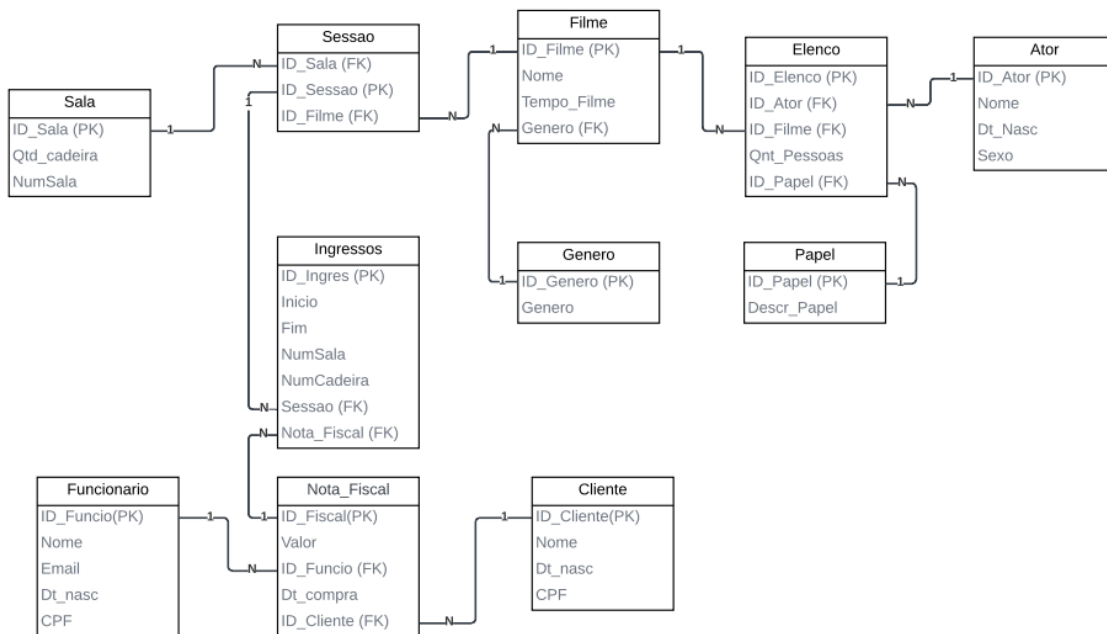 Sala
ID_Sala (PK)
Qtd_cadeira
NumSala
1
N
Sessao
ID_Sala (FK)
ID_Sessao (PK)
ID_Filme (FK)
1
N
1
Filme
ID_Filme (PK)
Nome
Tempo_Filme
Genero (FK)
1
N
N
Elenco
ID_Elenco (PK)
ID_Ator (FK)
ID_Filme (FK)
Qnt_Pessoas
ID_Papel (FK)
N
1
N
Ator
ID_Ator (PK)
Nome
Dt_Nasc
Sexo
Ingressos
ID_Ingres (PK)
Inicio
Fim
NumSala
NumCadeira
Sessao (FK)
Nota_Fiscal (FK)
N
N
Genero
ID_Genero (PK)
Genero
1
Papel
ID_Papel (PK)
Descr_Papel
1
Funcionario
ID_Funcio(PK)
Nome
Email
Dt_nasc
CPF
1
N
1
Nota_Fiscal
ID_Fiscal(PK)
Valor
ID_Funcio (FK)
Dt_compra
ID_Cliente (FK)
N
1
Cliente
ID_Cliente(PK)
Nome
Dt_nasc
CPF